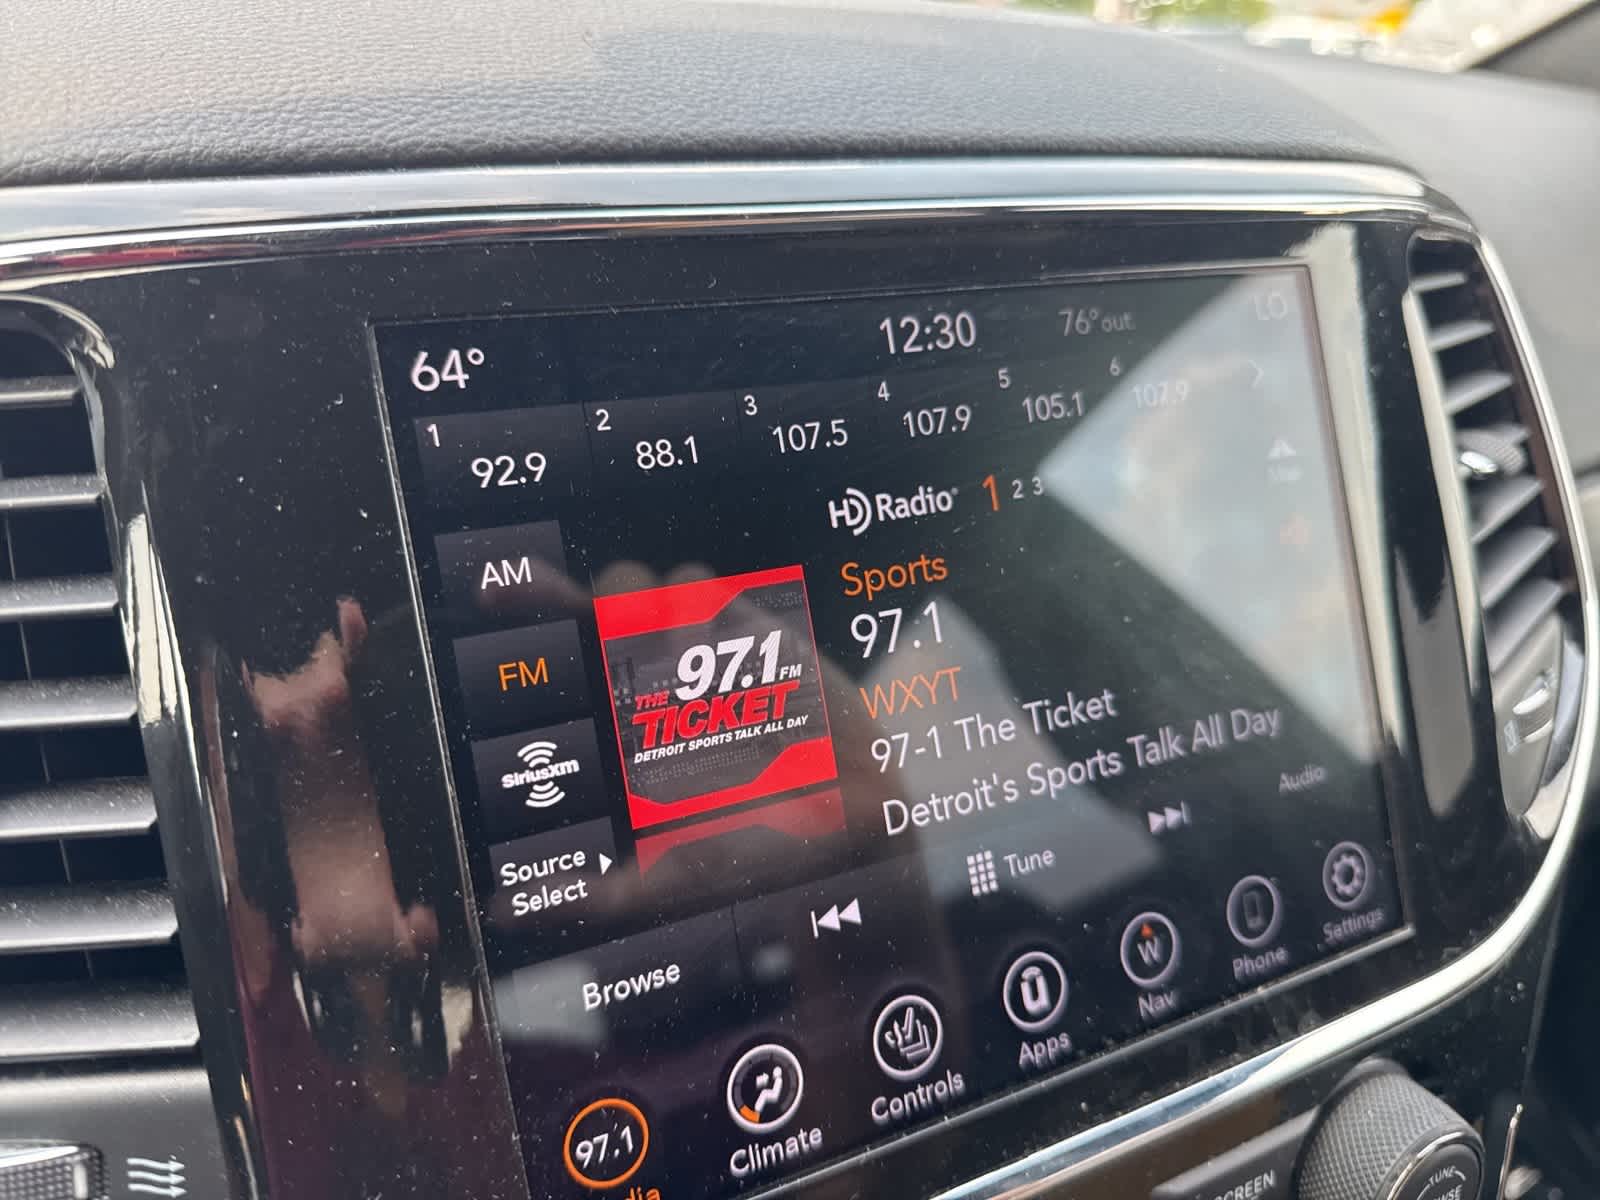 64°
12:30
76° out
LO
1
92.9
2
88.1
3
107.5
4
107.9
5
105.1
6
107.9
HD Radio 1 2 3
AM
FM
SiriusXM
Source
Select
97.1 FM
THE
TICKET
DETROIT SPORTS TALK ALL DAY
Sports
97.1
WXYT
97-1 The Ticket
Detroit's Sports Talk All Day
Browse
Tune
Audio
97.1
Climate
Controls
Apps
W
Nav
Phone
Settings
TUNE